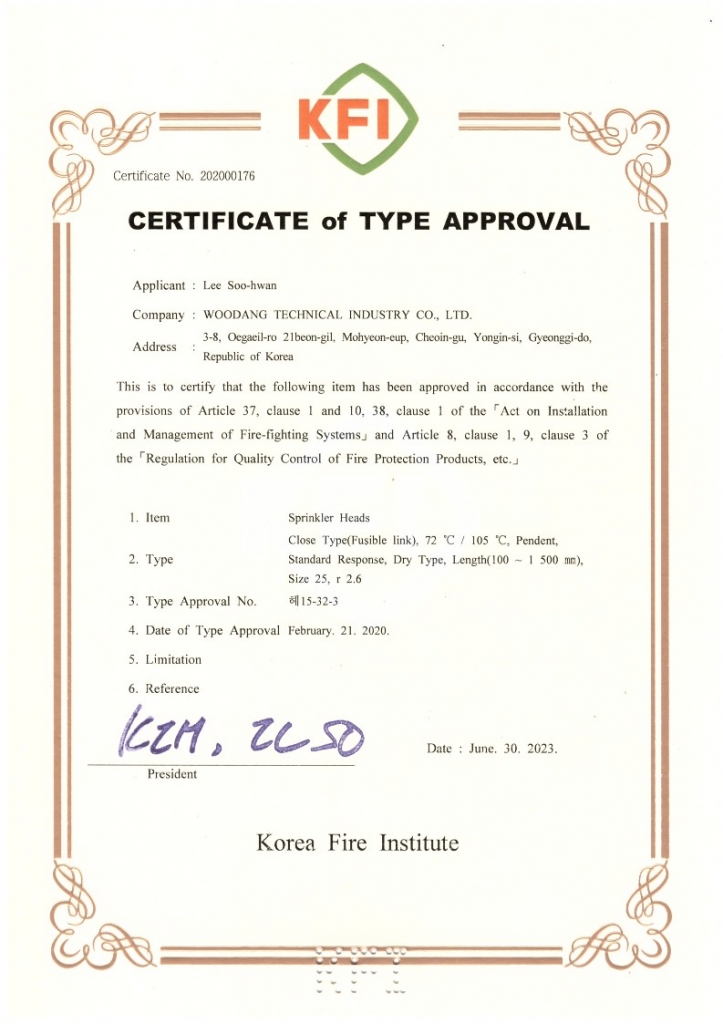 KFI
Certificate No. 202000176
CERTIFICATE of TYPE APPROVAL
Applicant : Lee Soo-hwan
Company : WOODANG TECHNICAL INDUSTRY CO., LTD.
Address : 3-8, Oegaeil-ro 21beon-gil, Mohyeon-eup, Cheoin-gu, Yongin-si, Gyeonggi-do,
Republic of Korea
This is to certify that the following item has been approved in accordance with the
provisions of Article 37, clause 1 and 10, 38, clause 1 of the「Act on Installation
and Management of Fire-fighting Systems」and Article 8, clause 1, 9, clause 3 of
the「Regulation for Quality Control of Fire Protection Products, etc.」
1. Item Sprinkler Heads
2. Type Close Type(Fusible link), 72 ℃ / 105 ℃, Pendent,
Standard Response, Dry Type, Length(100 ~ 1 500 ㎜),
Size 25, r 2.6
3. Type Approval No. 헤15-32-3
4. Date of Type Approval February. 21. 2020.
5. Limitation
6. Reference
Date : June. 30. 2023.
President
Korea Fire Institute
KFI